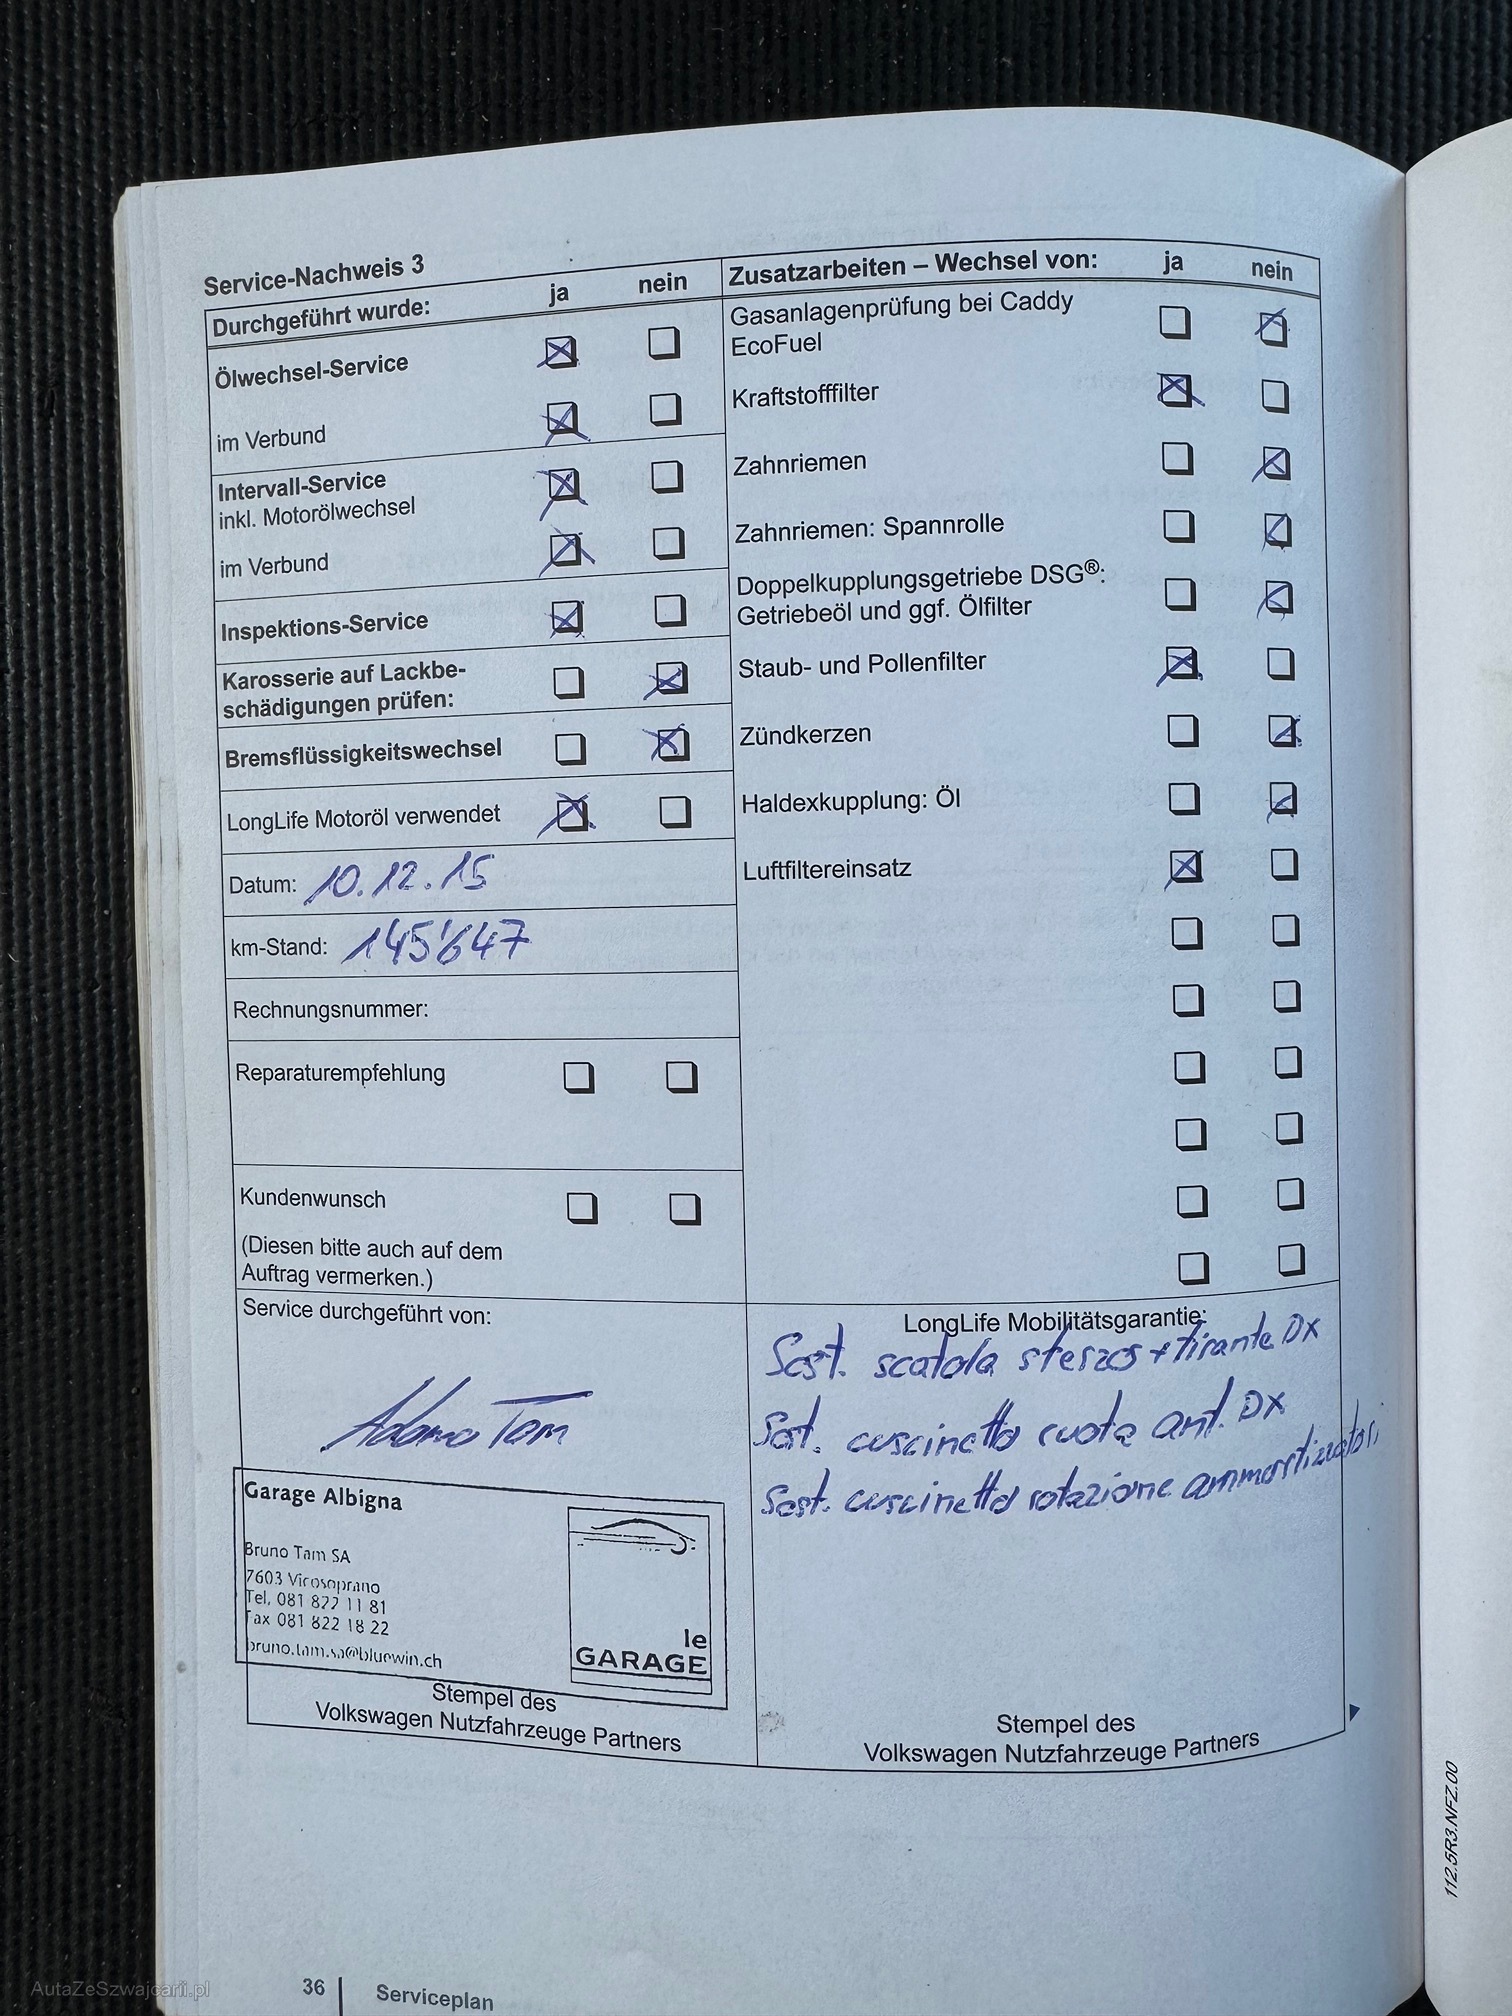 Service-Nachweis 3
Durchgeführt wurde: ja nein
Ölwechsel-Service
im Verbund
Intervall-Service
inkl. Motorölwechsel
im Verbund
Inspektions-Service
Karosserie auf Lackbe-
schädigungen prüfen:
Bremsflüssigkeitswechsel
LongLife Motoröl verwendet
Datum: 10.12.15
km-Stand: 145'647
Rechnungsnummer:
Reparaturempfehlung
Kundenwunsch
(Diesen bitte auch auf dem
Auftrag vermerken.)
Service durchgeführt von:
Adamo Tam
Garage Albigna
Bruno Tam SA
7603 Vicosoprano
Tel. 081 822 11 81
Fax 081 822 18 22
bruno.tam.sa@bluewin.ch
le
GARAGE
Stempel des
Volkswagen Nutzfahrzeuge Partners
Zusatzarbeiten – Wechsel von: ja nein
Gasanlagenprüfung bei Caddy
EcoFuel
Kraftstofffilter
Zahnriemen
Zahnriemen: Spannrolle
Doppelkupplungsgetriebe DSG®:
Getriebeöl und ggf. Ölfilter
Staub- und Pollenfilter
Zündkerzen
Haldexkupplung: Öl
Luftfiltereinsatz
LongLife Mobilitätsgarantie:
Sost. scatola sterzo + tirante DX
Sost. cuscinetto ruota ant. DX
Sost. cuscinetto rotazione ammortizzatori
Stempel des
Volkswagen Nutzfahrzeuge Partners
112.5R3.NFZ.00
36 Serviceplan
AutaZeSzwajcarii.pl